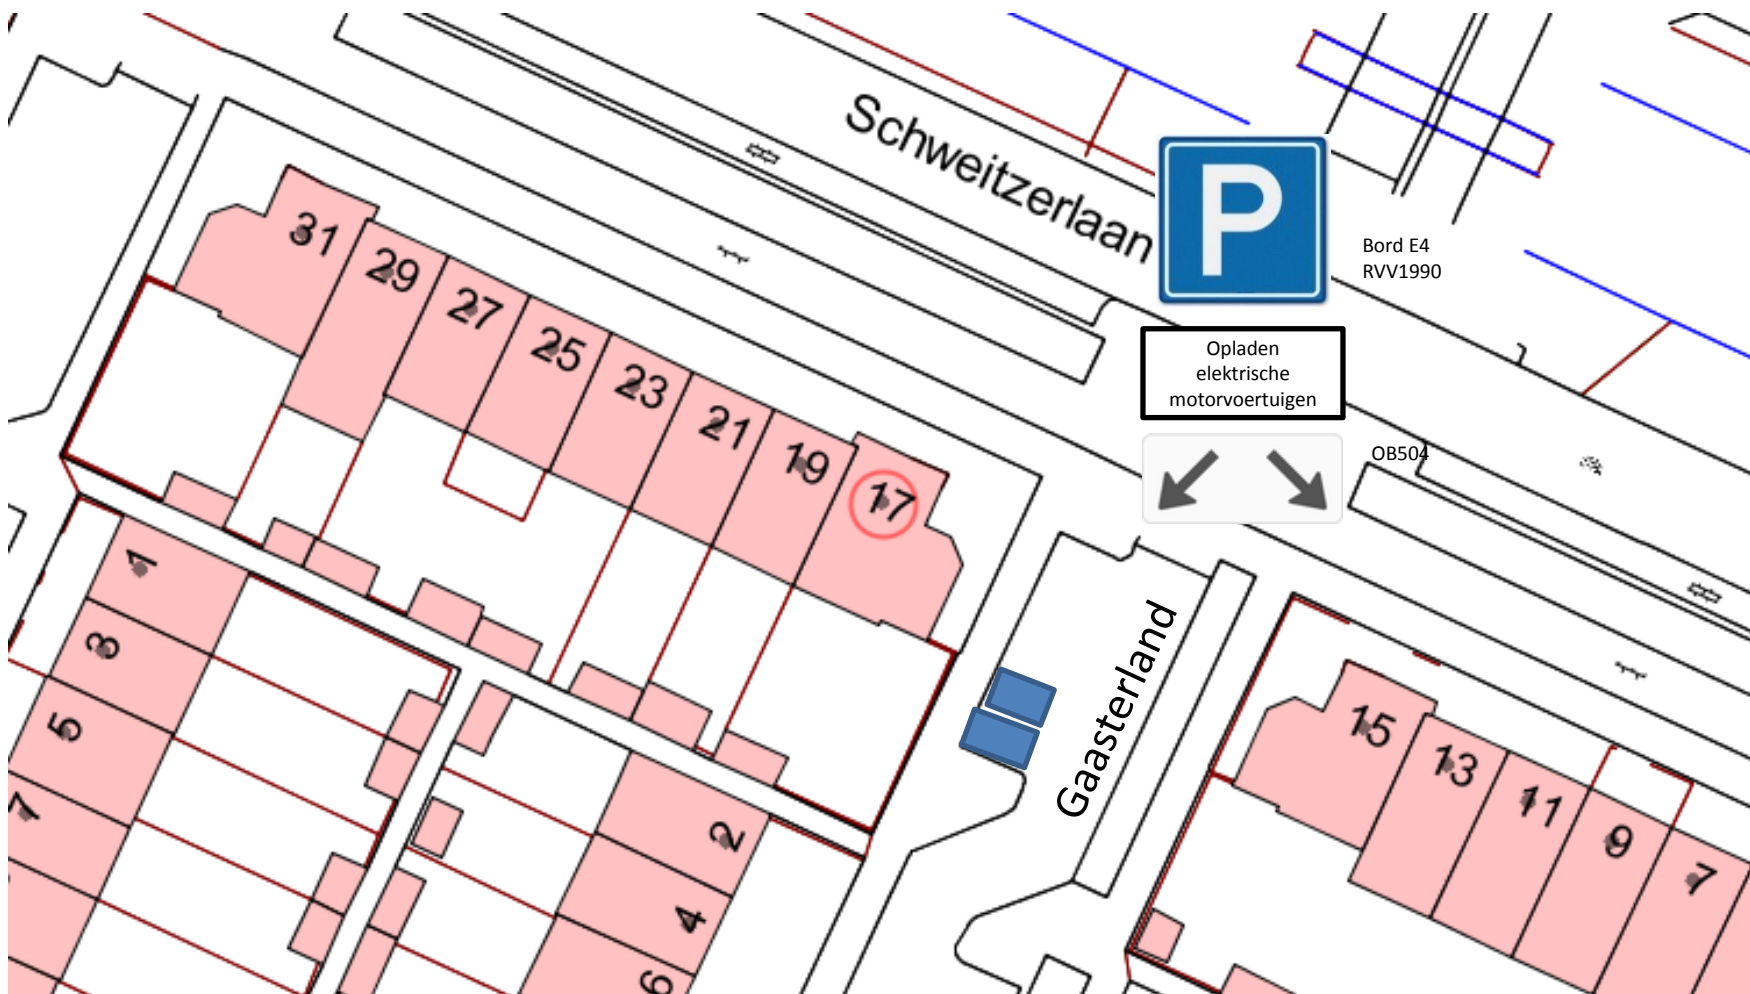 Schweitzerlaan
P
Bord E4
RVV1990
Opladen
elektrische
motorvoertuigen
OB504
31
29
27
25
23
21
19
17
1
3
5
7
2
4
6
Gaasterland
15
13
11
9
7